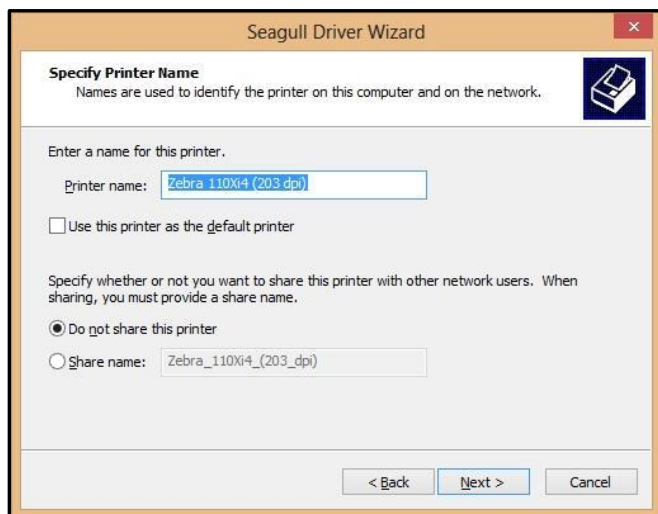 Seagull Driver Wizard
Specify Printer Name
Names are used to identify the printer on this computer and on the network.
Enter a name for this printer.
Printer name: Zebra 110Xi4 (203 dpi)
Use this printer as the default printer
Specify whether or not you want to share this printer with other network users. When
sharing, you must provide a share name.
Do not share this printer
Share name: Zebra_110Xi4_(203_dpi)
< Back Next > Cancel